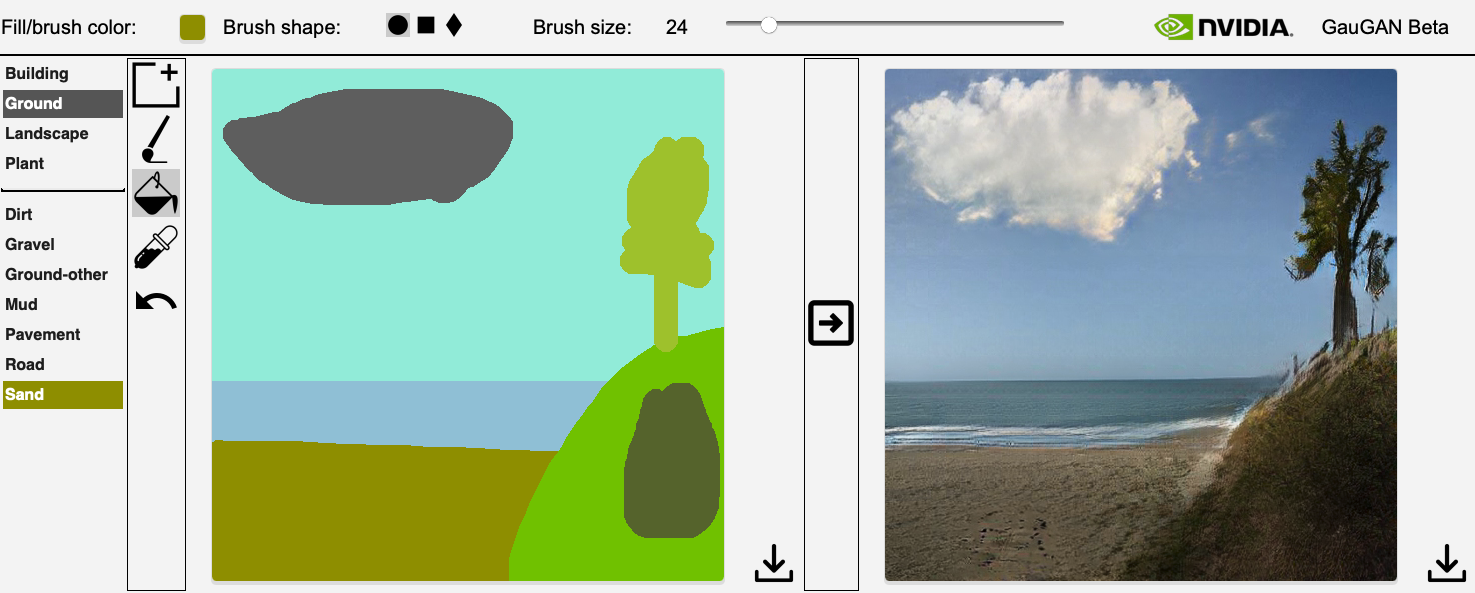 Fill/brush color: Brush shape: Brush size: 24 NVIDIA. GauGAN Beta
Building
Ground
Landscape
Plant
Dirt
Gravel
Ground-other
Mud
Pavement
Road
Sand